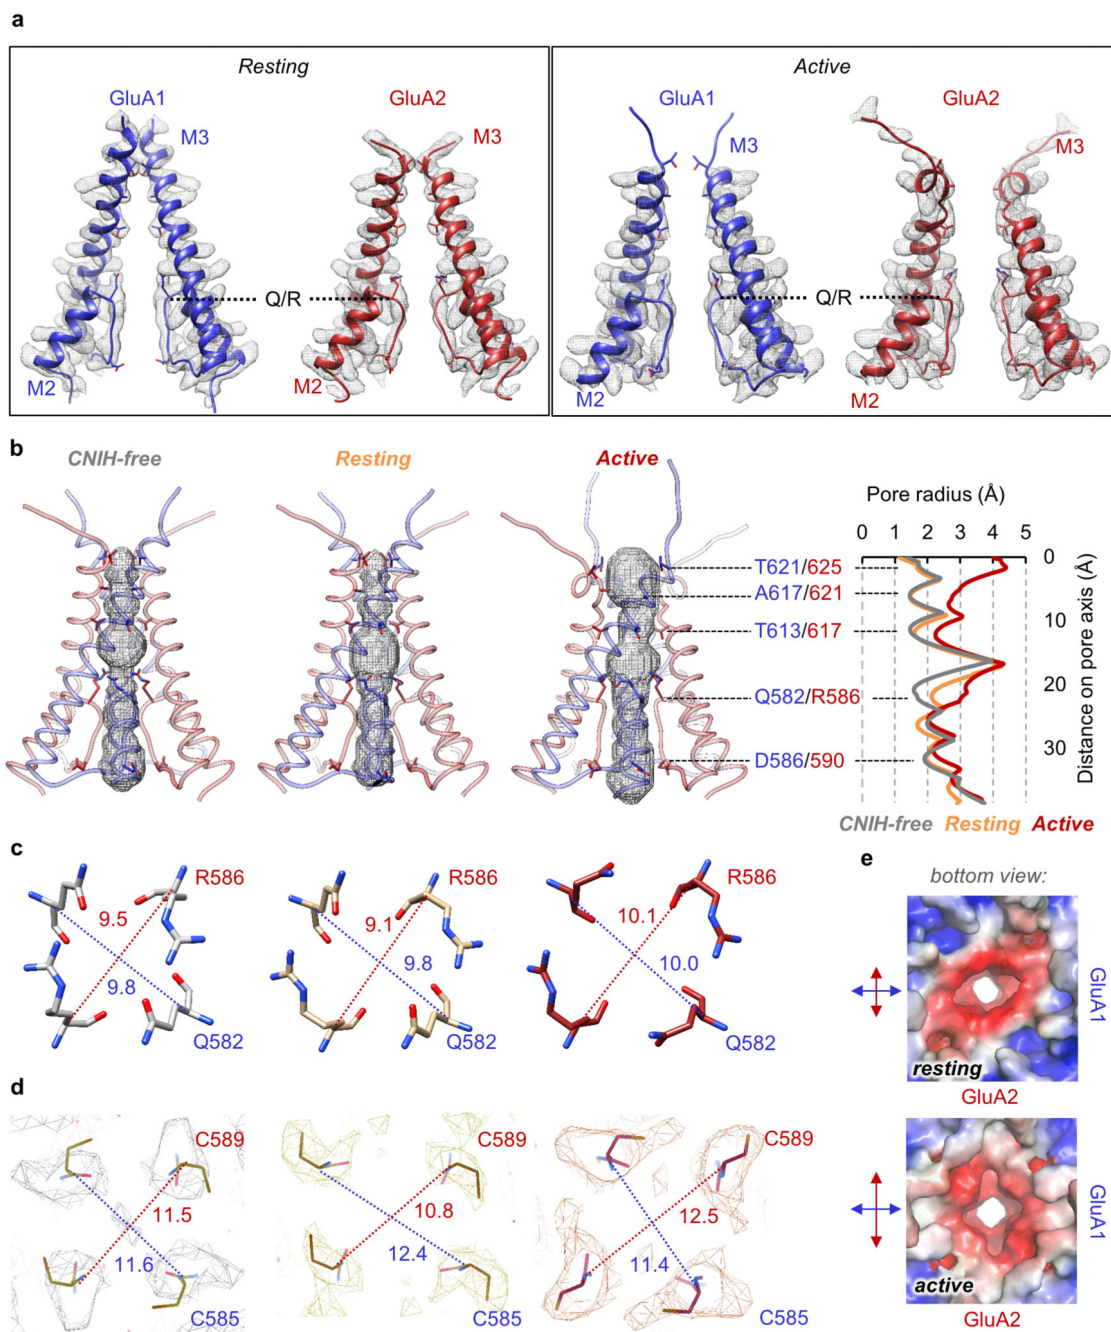 a
Resting
Active
GluA1
GluA2
GluA1
GluA2
M3
M3
M3
M3
Q/R
Q/R
M2
M2
M2
M2
b
CNIH-free
Resting
Active
Pore radius (Å)
0 1 2 3 4 5
T621/625
A617/621
T613/617
Q582/R586
D586/590
0
10
20
30
Distance on pore axis (Å)
CNIH-free Resting Active
c
R586
9.5
9.8
Q582
R586
9.1
9.8
Q582
R586
10.1
10.0
Q582
d
C589
11.5
11.6
C585
C589
10.8
12.4
C585
C589
12.5
11.4
C585
e
bottom view:
GluA1
resting
GluA2
GluA1
active
GluA2